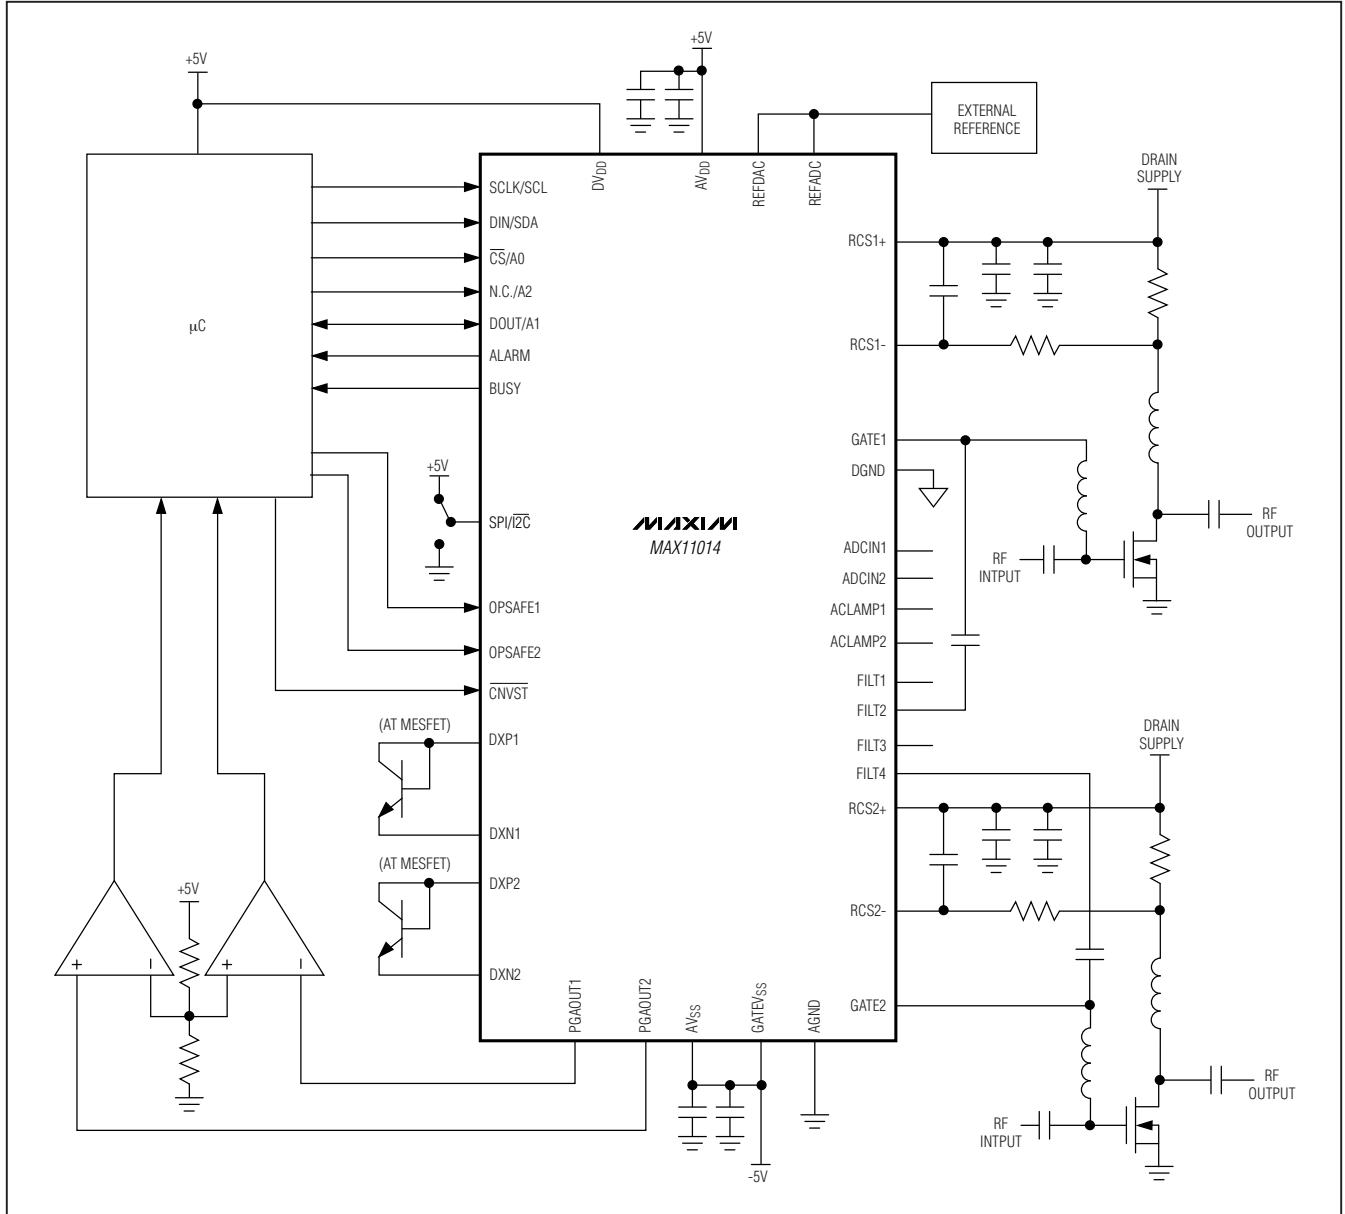 +5V
+5V
EXTERNAL
REFERENCE
DVDD
AVDD
REFDAC
REFADC
DRAIN
SUPPLY
SCLK/SCL
DIN/SDA
CS/A0
N.C./A2
DOUT/A1
ALARM
BUSY
µC
RCS1+
RCS1-
GATE1
DGND
+5V
SPI/I2C
MAXIM
MAX11014
RF
OUTPUT
RF
INTPUT
ADCIN1
ADCIN2
ACLAMP1
ACLAMP2
OPSAFE1
OPSAFE2
CNVST
FILT1
FILT2
FILT3
FILT4
(AT MESFET)
DXP1
DXN1
(AT MESFET)
DXP2
DXN2
DRAIN
SUPPLY
RCS2+
RCS2-
GATE2
+5V
+
–
+
–
PGAOUT1
PGAOUT2
AVSS
GATEVSS
AGND
RF
OUTPUT
RF
INTPUT
-5V